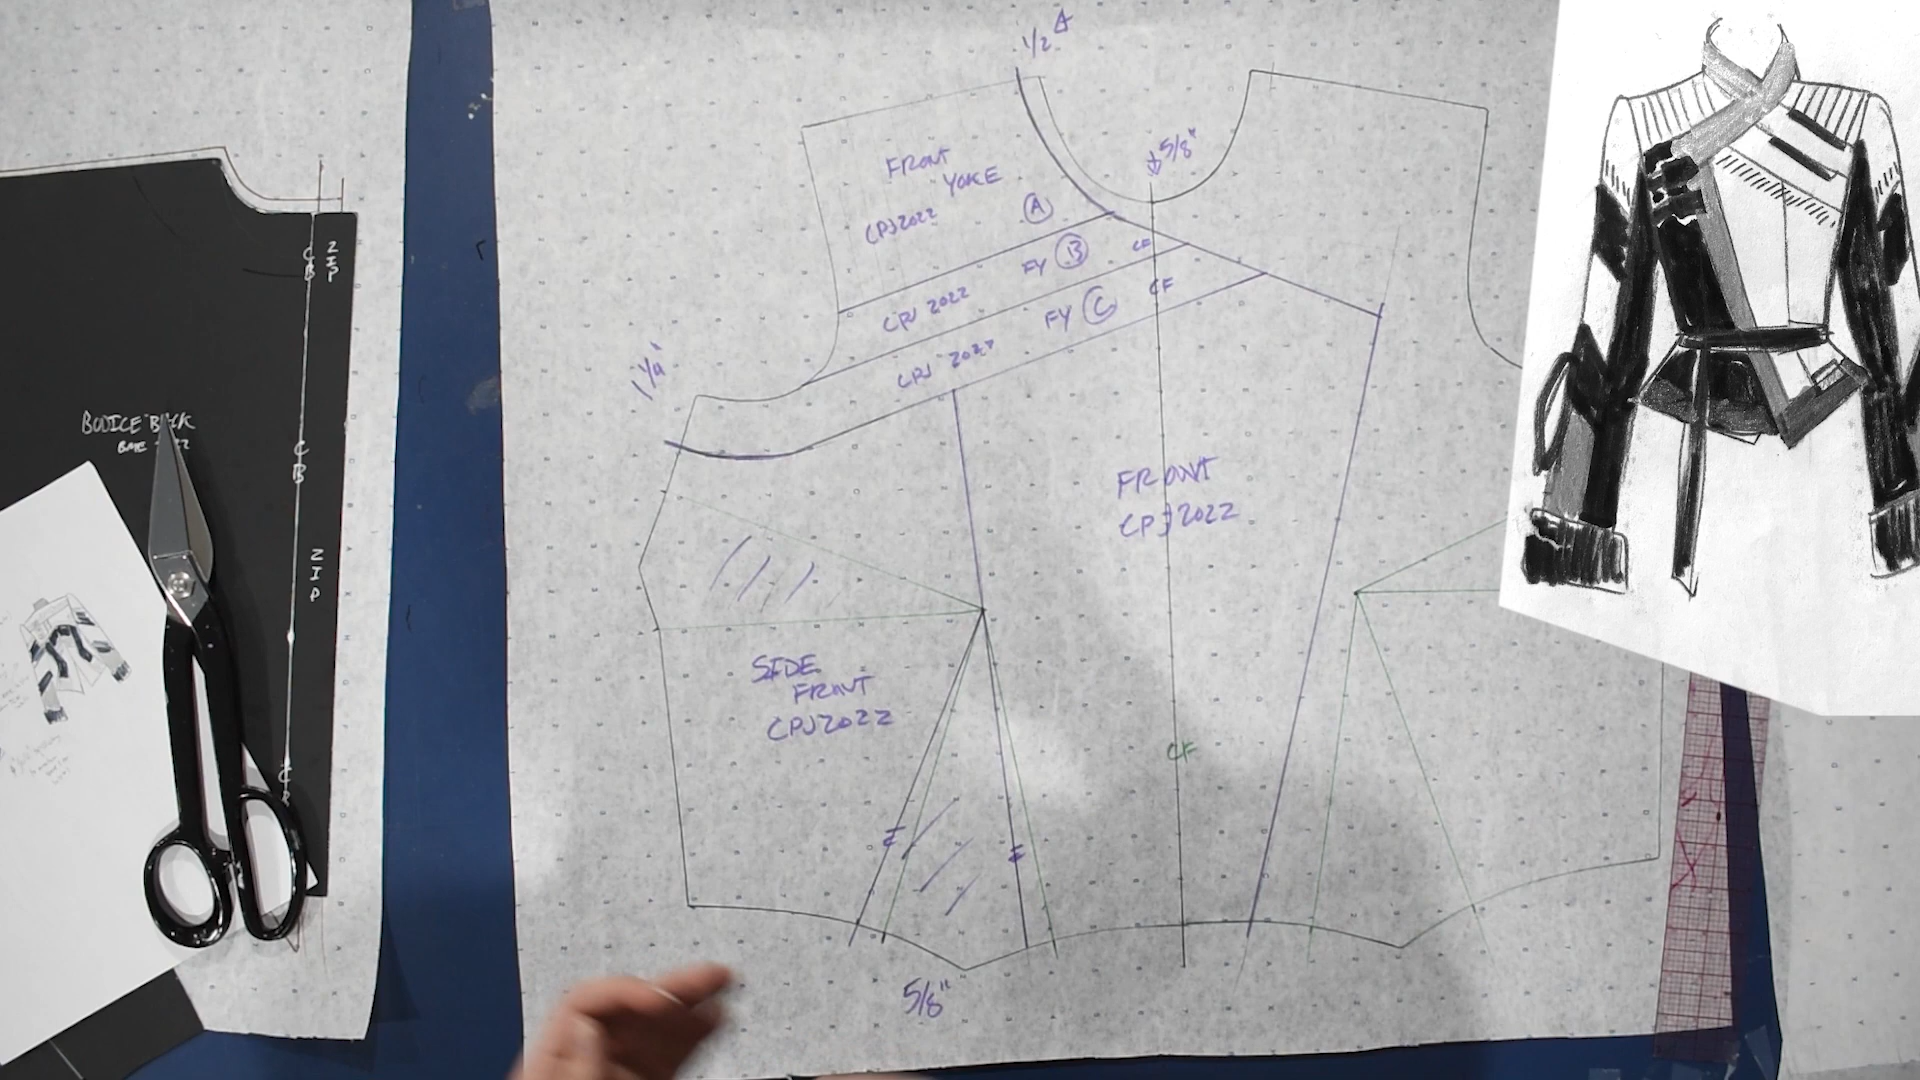 1/2"
5/8"
FRONT
YOKE
CPJ2022
A
FY B
CF
CPJ 2022
FY C
CF
CPJ 2022
1 1/4"
FRONT
CPJ2022
SIDE
FRONT
CPJ2022
CF
5/8"
ZIP
CB
BODICE BACK
CB
ZIP